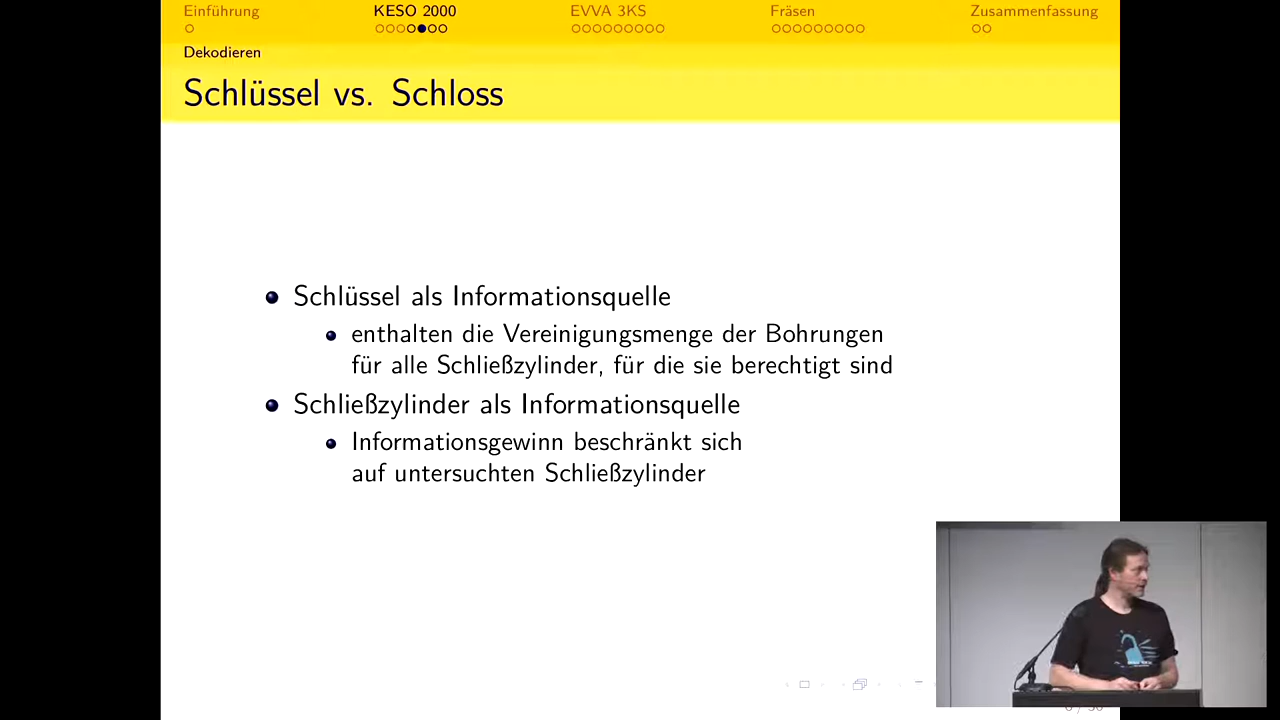 Einführung
KESO 2000
EVVA 3KS
Fräsen
Zusammenfassung
Dekodieren
Schlüssel vs. Schloss
Schlüssel als Informationsquelle
enthalten die Vereinigungsmenge der Bohrungen
für alle Schließzylinder, für die sie berechtigt sind
Schließzylinder als Informationsquelle
Informationsgewinn beschränkt sich
auf untersuchten Schließzylinder